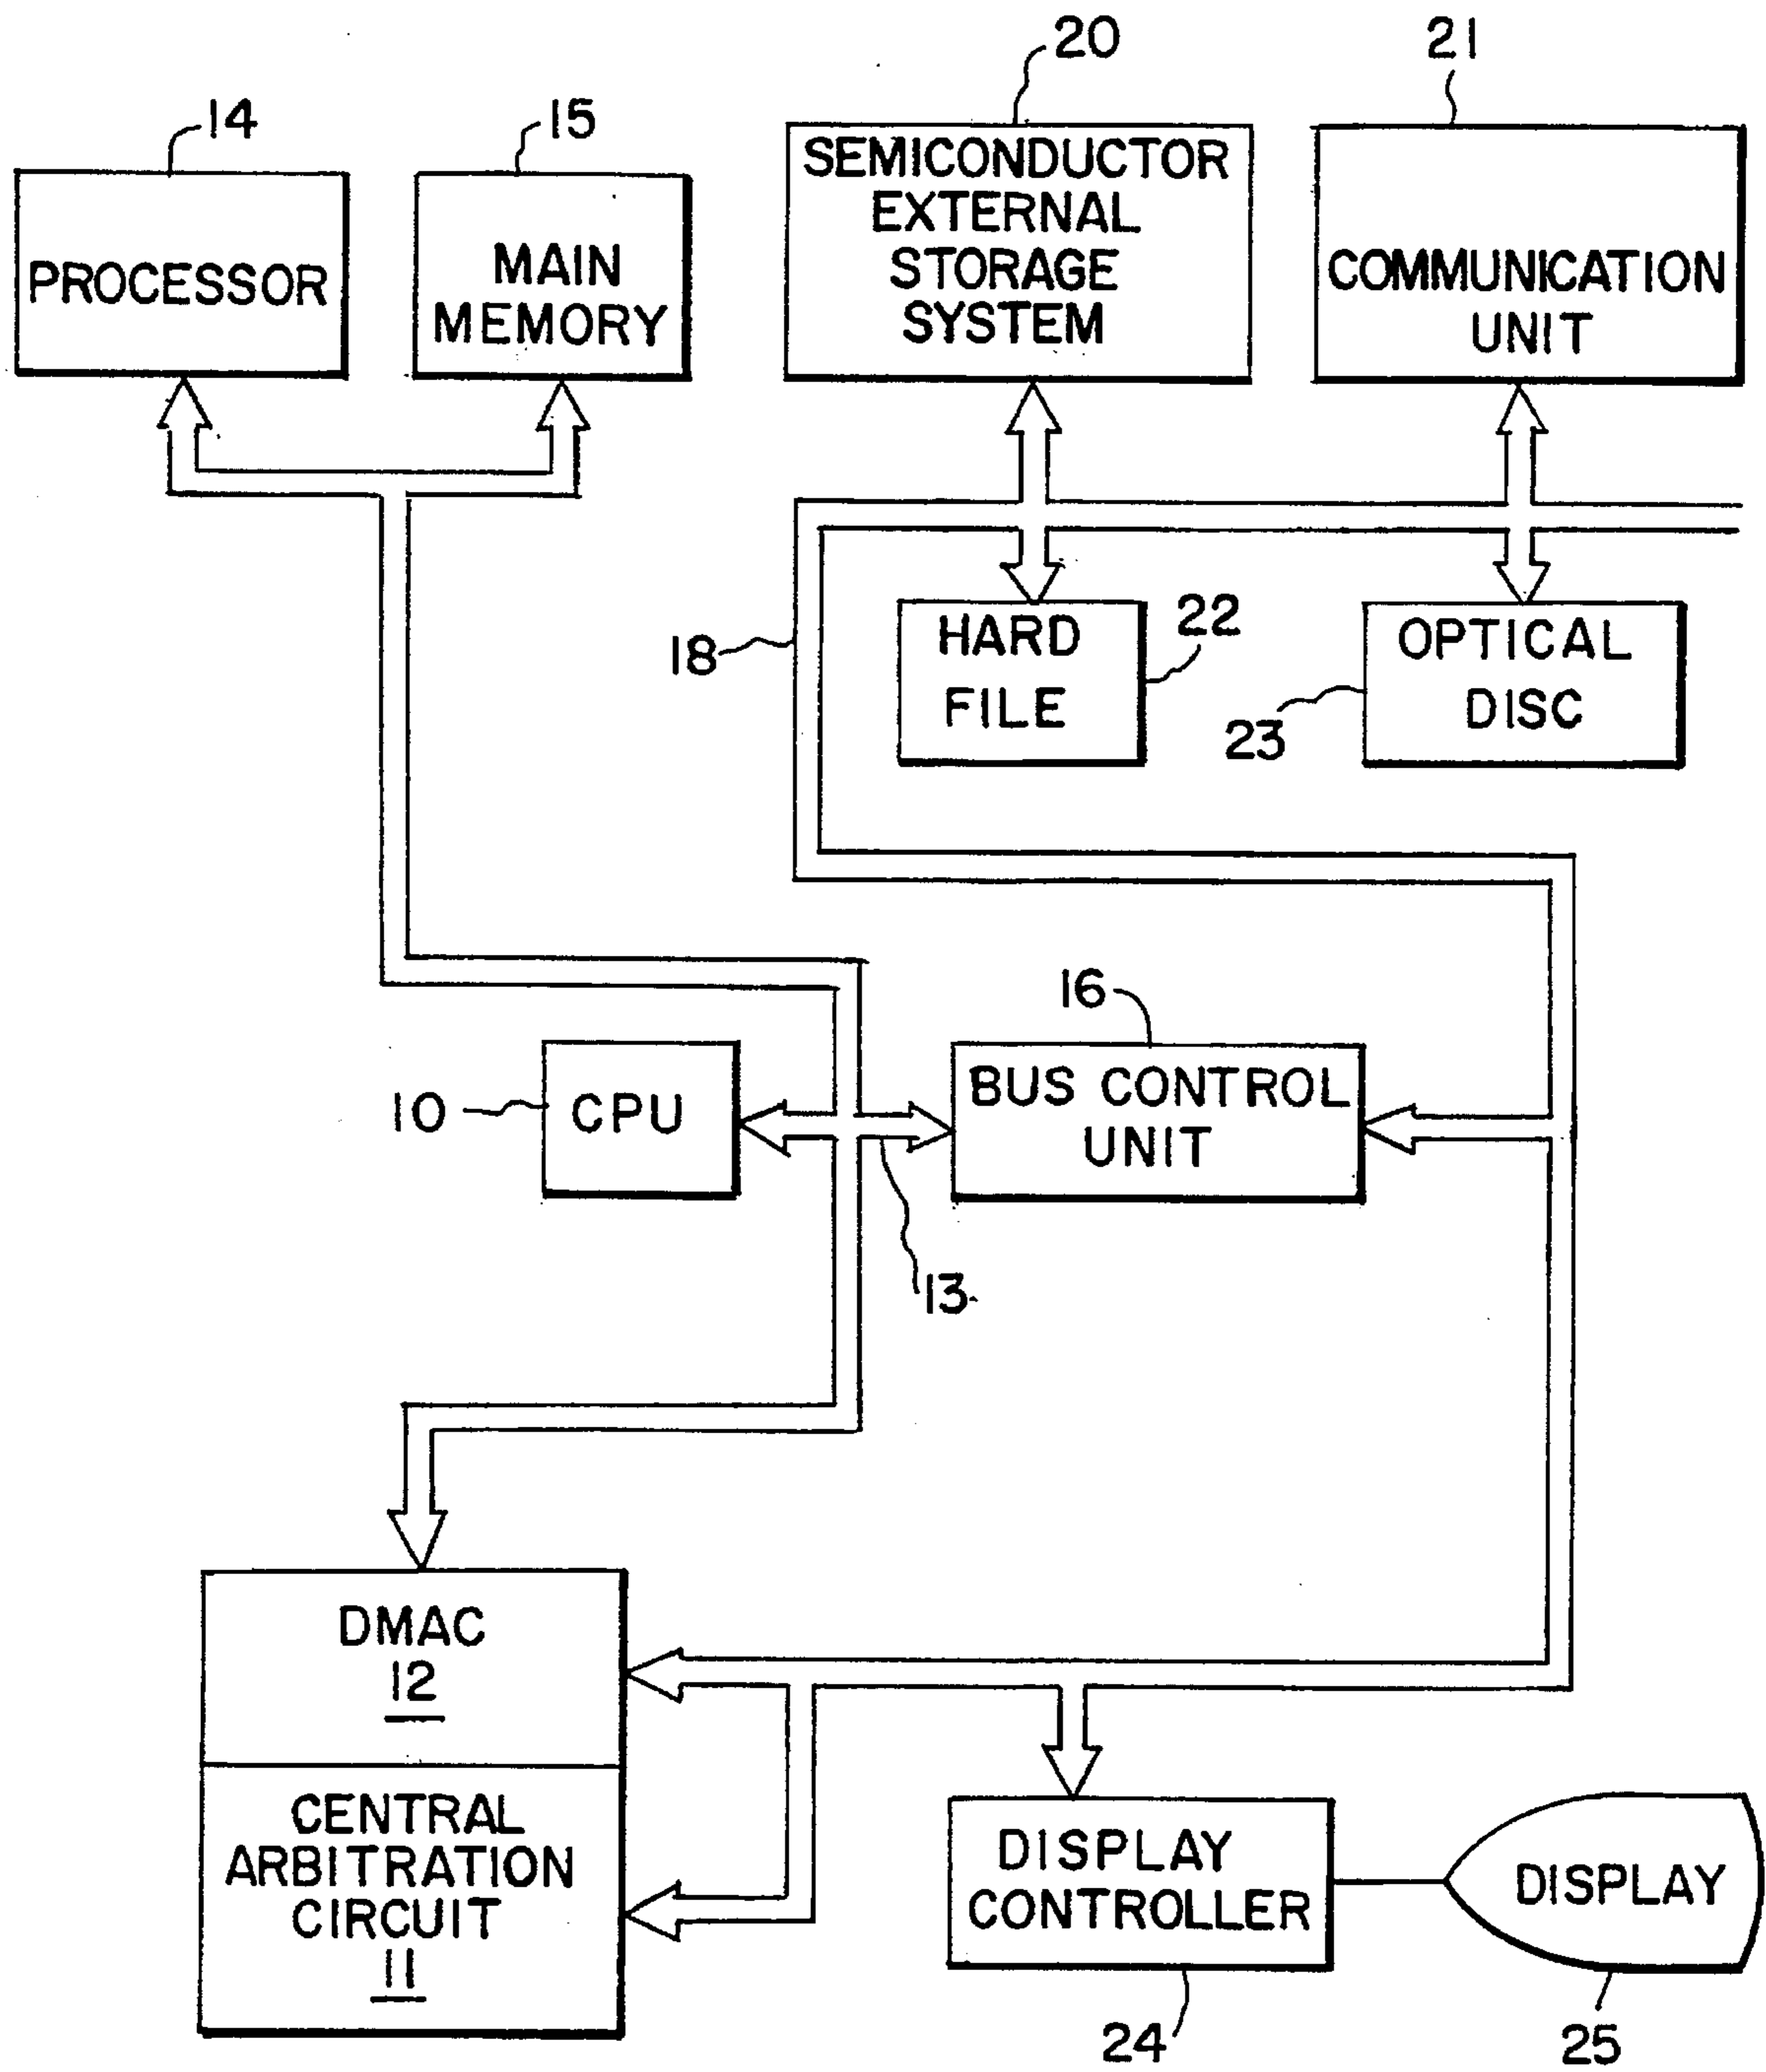 20
21
14
15
SEMICONDUCTOR
EXTERNAL
STORAGE
SYSTEM
PROCESSOR
MAIN
MEMORY
COMMUNICATION
UNIT
18
HARD
FILE
22
OPTICAL
DISC
23
16
10
CPU
BUS CONTROL
UNIT
13
DMAC
12
CENTRAL
ARBITRATION
CIRCUIT
11
DISPLAY
CONTROLLER
DISPLAY
24
25